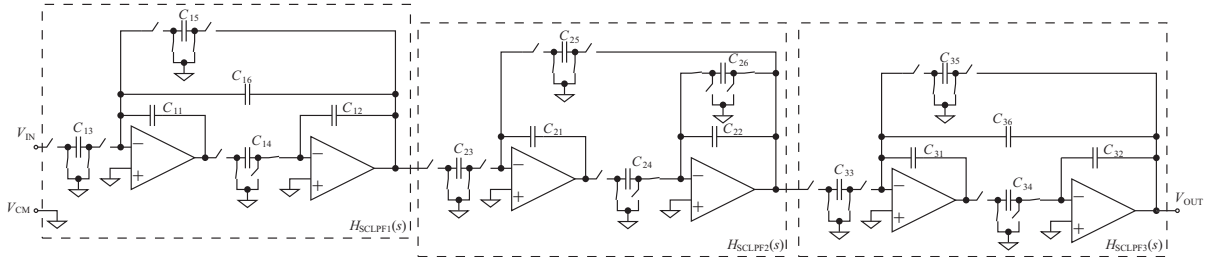 C15
C16
C11
C12
VIN
C13
C14
VCM
HSCLPF1(s)
C25
C26
C21
C22
C23
C24
HSCLPF2(s)
C35
C36
C31
C32
C33
C34
VOUT
HSCLPF3(s)